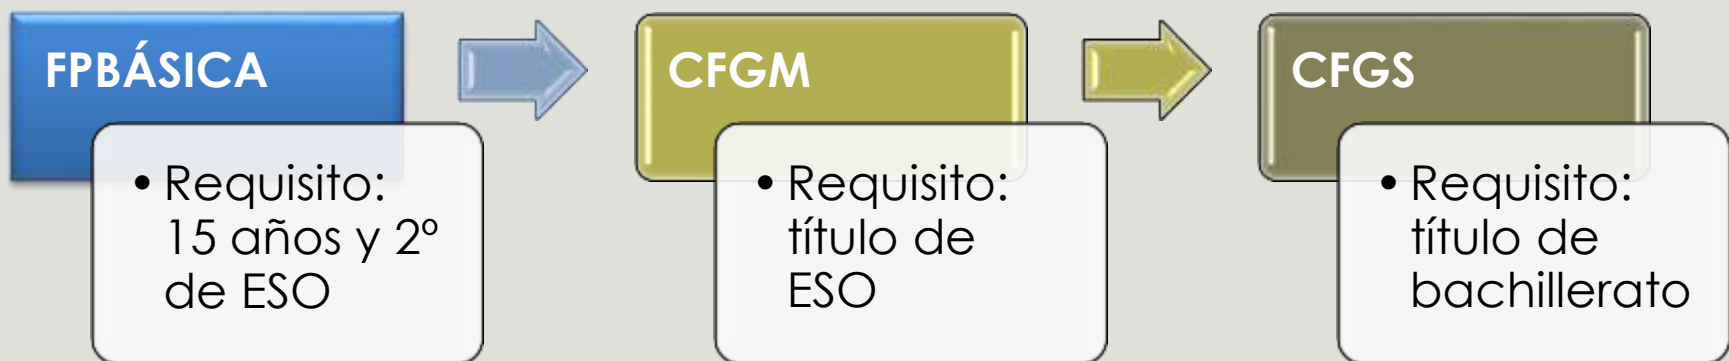 FPBÁSICA
• Requisito:
15 años y 2º
de ESO
CFGM
• Requisito:
título de
ESO
CFGS
• Requisito:
título de
bachillerato